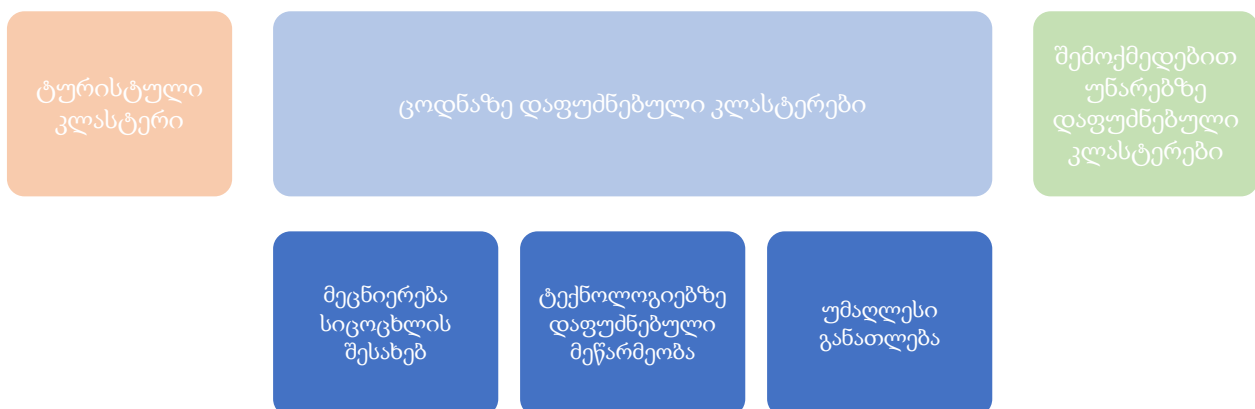 ტურისტული
კლასტერი
ცოდნაზე დაფუძნებული კლასტერები
შემოქმედებით
უნარებზე
დაფუძნებული
კლასტერები
მეცნიერება
სიცოცხლის
შესახებ
ტექნოლოგიებზე
დაფუძნებული
მეწარმეობა
უმაღლესი
განათლება